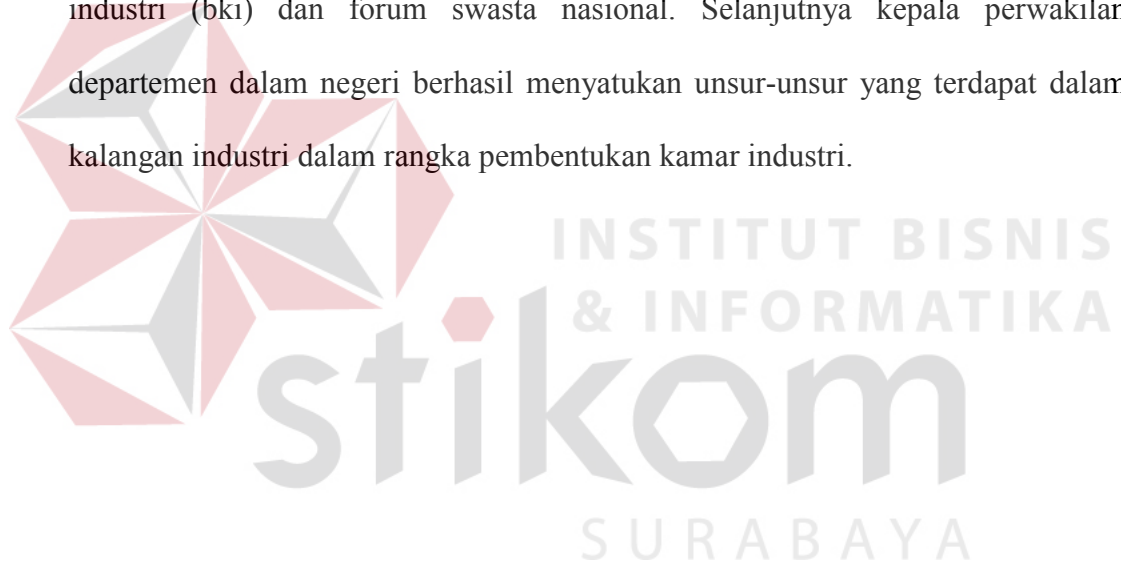 industri (bki) dan forum swasta nasional. Selanjutnya kepala perwakilan
departemen dalam negeri berhasil menyatukan unsur-unsur yang terdapat dalam
kalangan industri dalam rangka pembentukan kamar industri.
INSTITUT BISNIS
& INFORMATIKA
stikom
SURABAYA